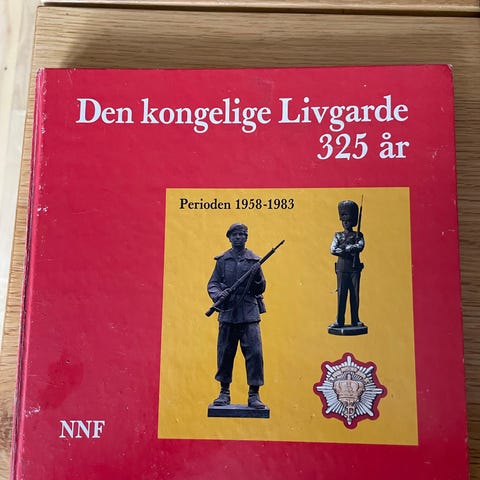 Den kongelige Livgarde
325 år
Perioden 1958-1983
NNF